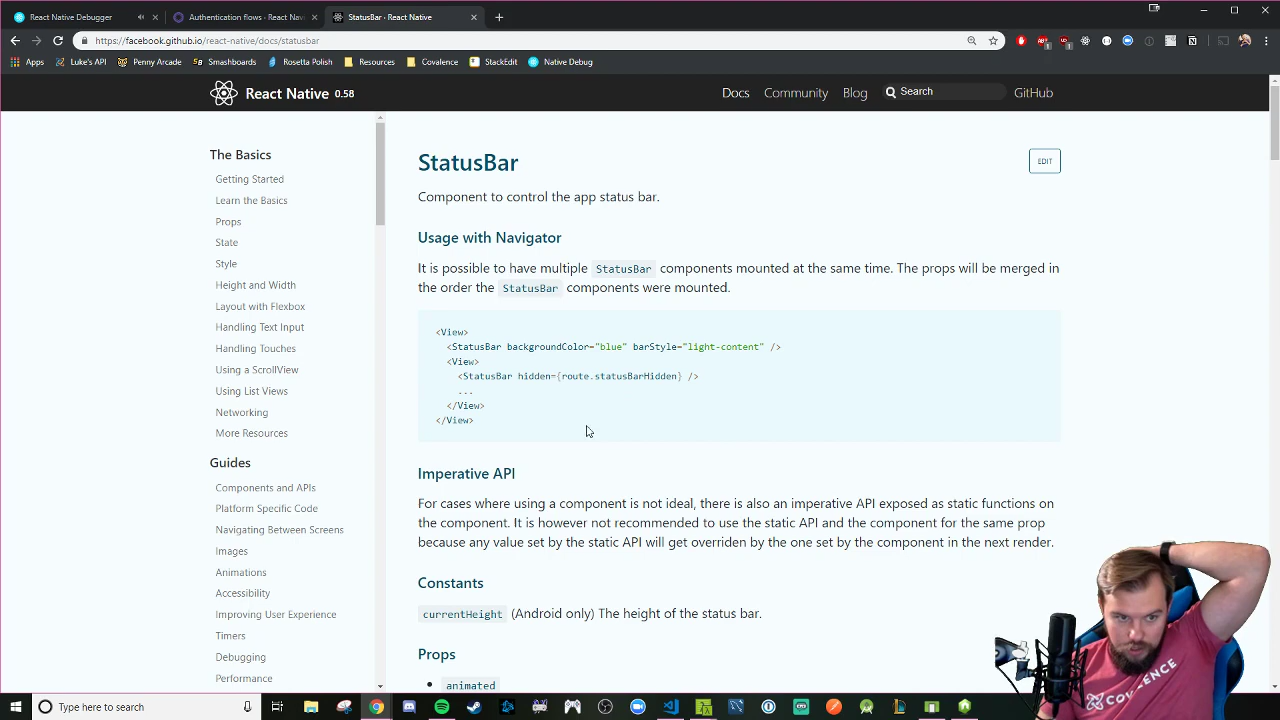 React Native Debugger
Authentication flows · React Nav
StatusBar · React Native
https://facebook.github.io/react-native/docs/statusbar
Apps
Luke's API
Penny Arcade
Smashboards
Rosetta Polish
Resources
Covalence
StackEdit
Native Debug
React Native 0.58
Docs
Community
Blog
Search
GitHub
The Basics
Getting Started
Learn the Basics
Props
State
Style
Height and Width
Layout with Flexbox
Handling Text Input
Handling Touches
Using a ScrollView
Using List Views
Networking
More Resources
Guides
Components and APIs
Platform Specific Code
Navigating Between Screens
Images
Animations
Accessibility
Improving User Experience
Timers
Debugging
Performance
StatusBar
EDIT
Component to control the app status bar.
Usage with Navigator
It is possible to have multiple StatusBar components mounted at the same time. The props will be merged in
the order the StatusBar components were mounted.
<View>
<StatusBar backgroundColor="blue" barStyle="light-content" />
<View>
<StatusBar hidden={route.statusBarHidden} />
...
</View>
</View>
Imperative API
For cases where using a component is not ideal, there is also an imperative API exposed as static functions on
the component. It is however not recommended to use the static API and the component for the same prop
because any value set by the static API will get overriden by the one set by the component in the next render.
Constants
currentHeight (Android only) The height of the status bar.
Props
• animated
Type here to search